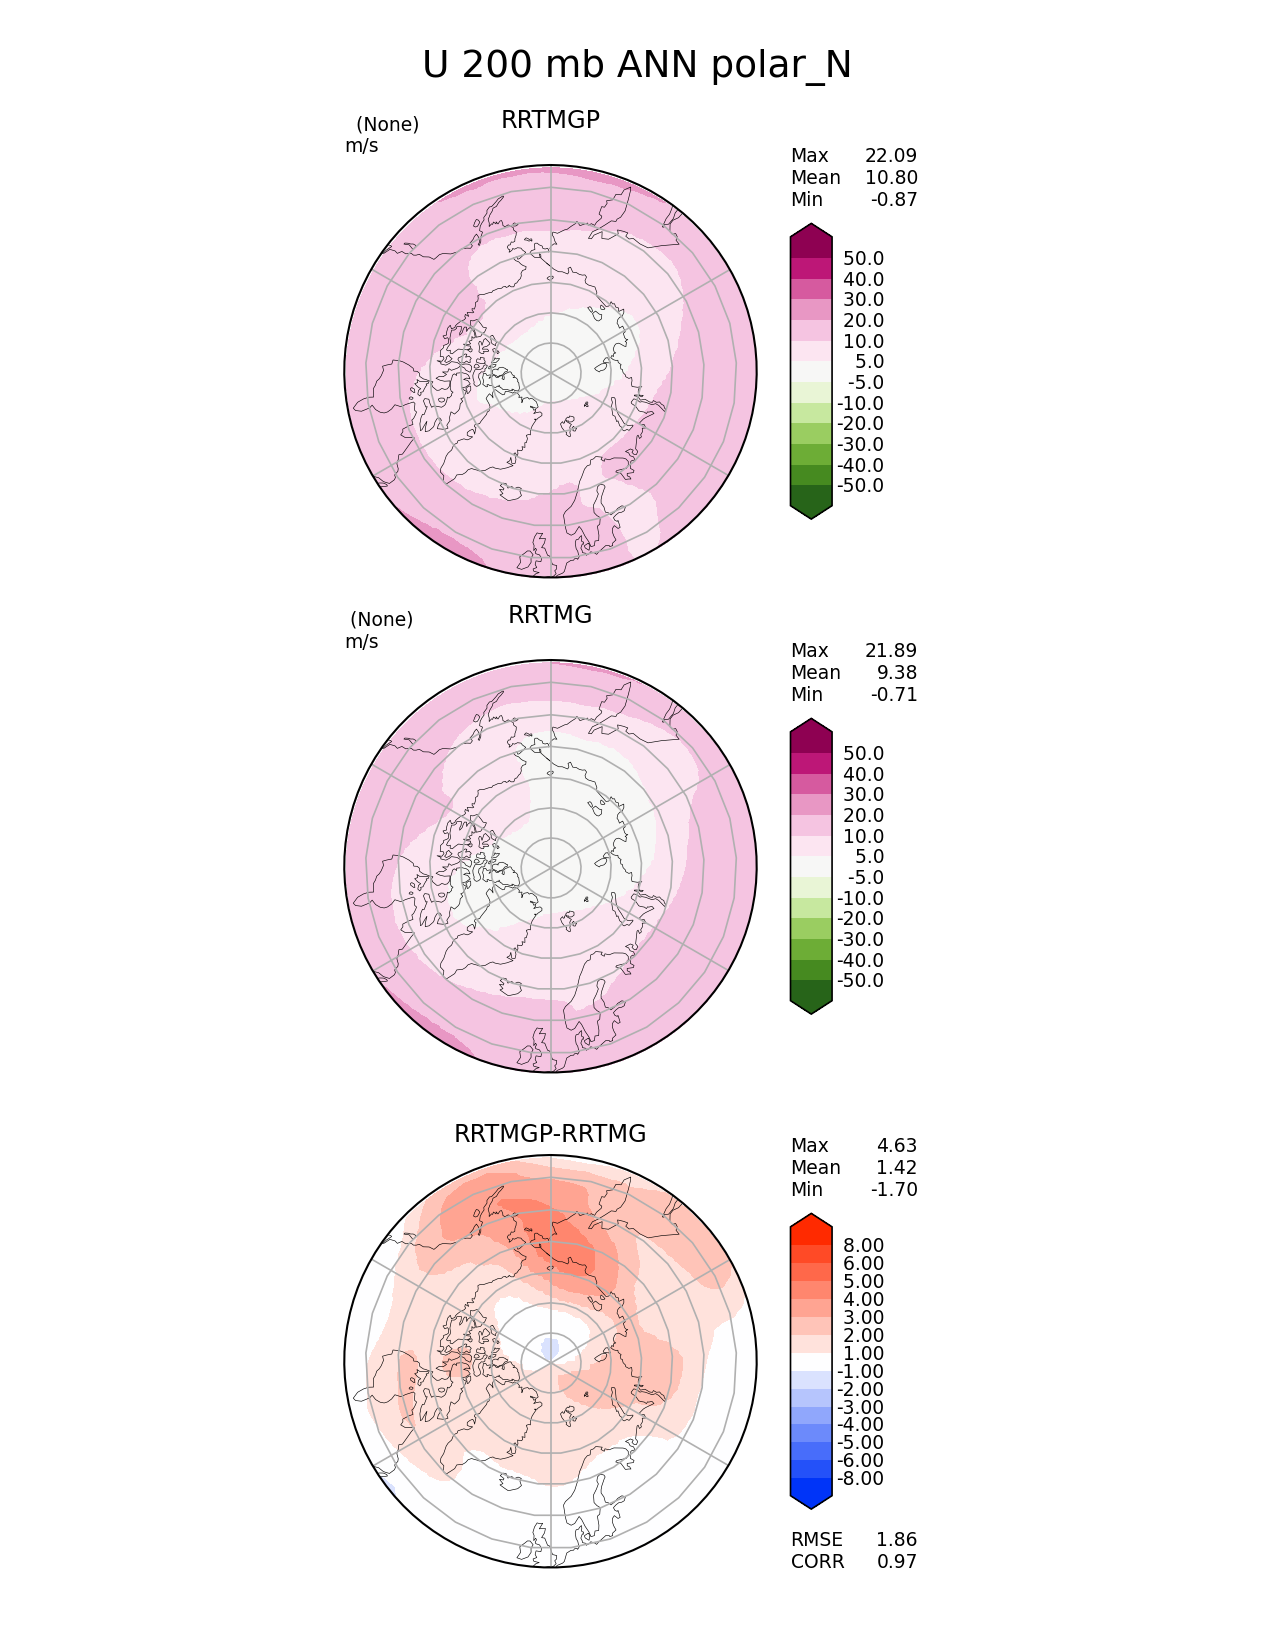 U 200 mb ANN polar_N
(None)
RRTMGP
m/s
Max 22.09
Mean 10.80
Min -0.87
50.0
40.0
30.0
20.0
10.0
5.0
-5.0
-10.0
-20.0
-30.0
-40.0
-50.0
(None)
RRTMG
m/s
Max 21.89
Mean 9.38
Min -0.71
50.0
40.0
30.0
20.0
10.0
5.0
-5.0
-10.0
-20.0
-30.0
-40.0
-50.0
RRTMGP-RRTMG
Max 4.63
Mean 1.42
Min -1.70
8.00
6.00
5.00
4.00
3.00
2.00
1.00
-1.00
-2.00
-3.00
-4.00
-5.00
-6.00
-8.00
RMSE 1.86
CORR 0.97